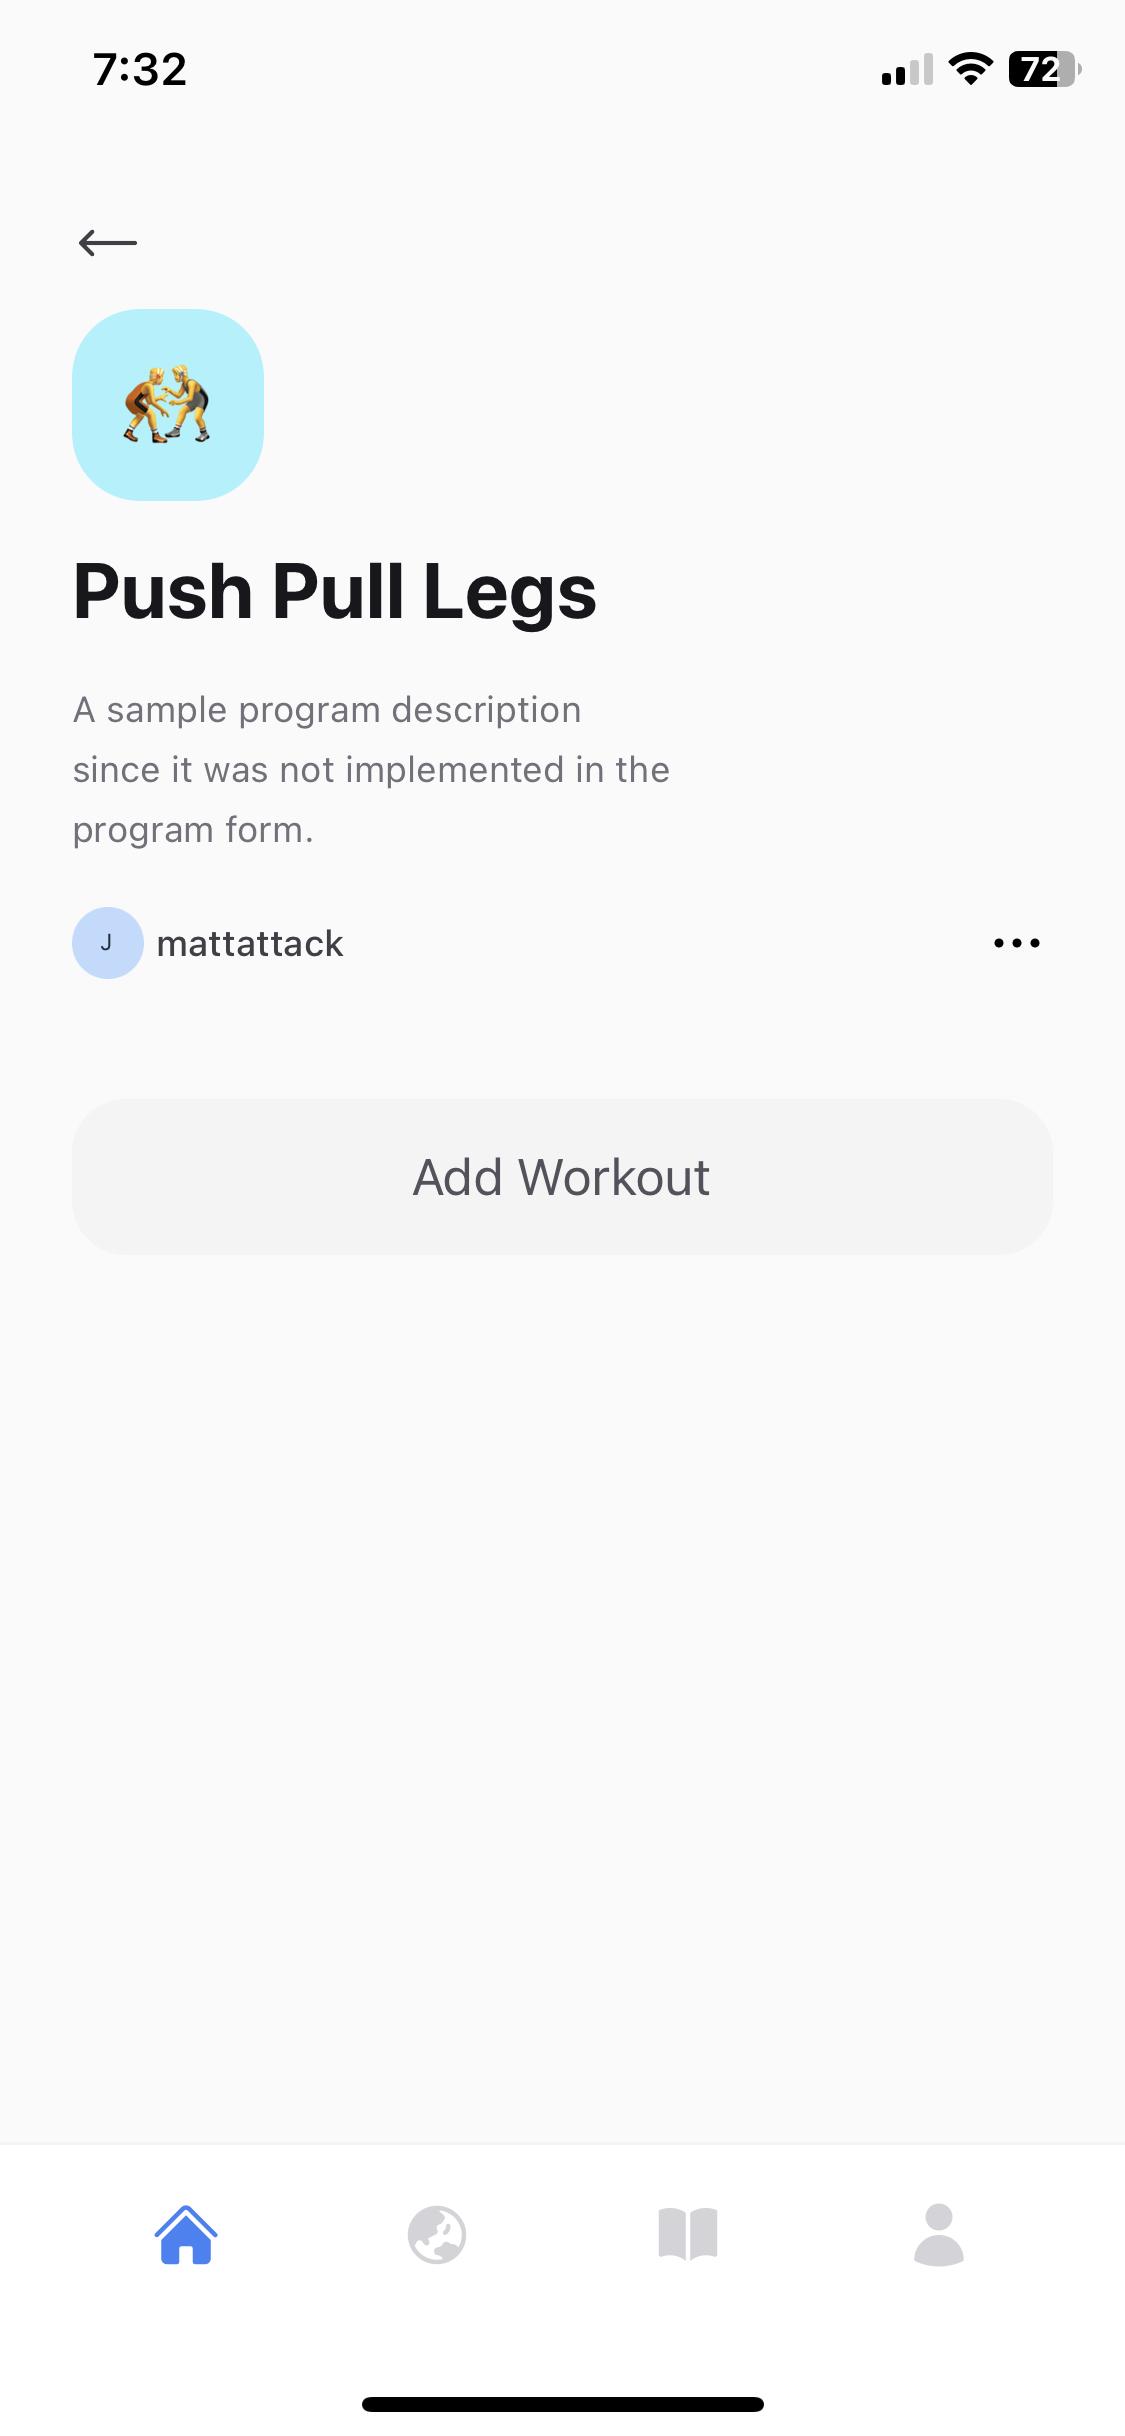 7:32
72
Push Pull Legs
A sample program description
since it was not implemented in the
program form.
J mattattack
Add Workout